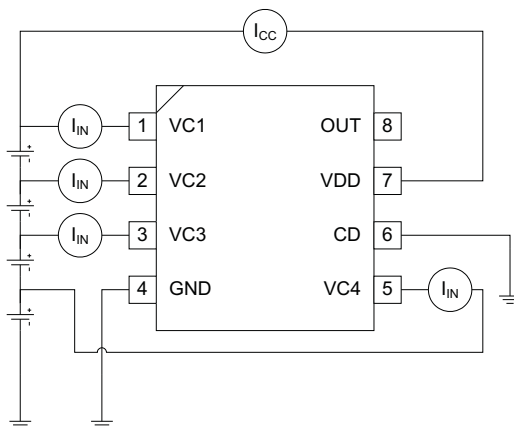 ICC
IIN 1 VC1 OUT 8
IIN 2 VC2 VDD 7
IIN 3 VC3 CD 6
4 GND VC4 5 IIN